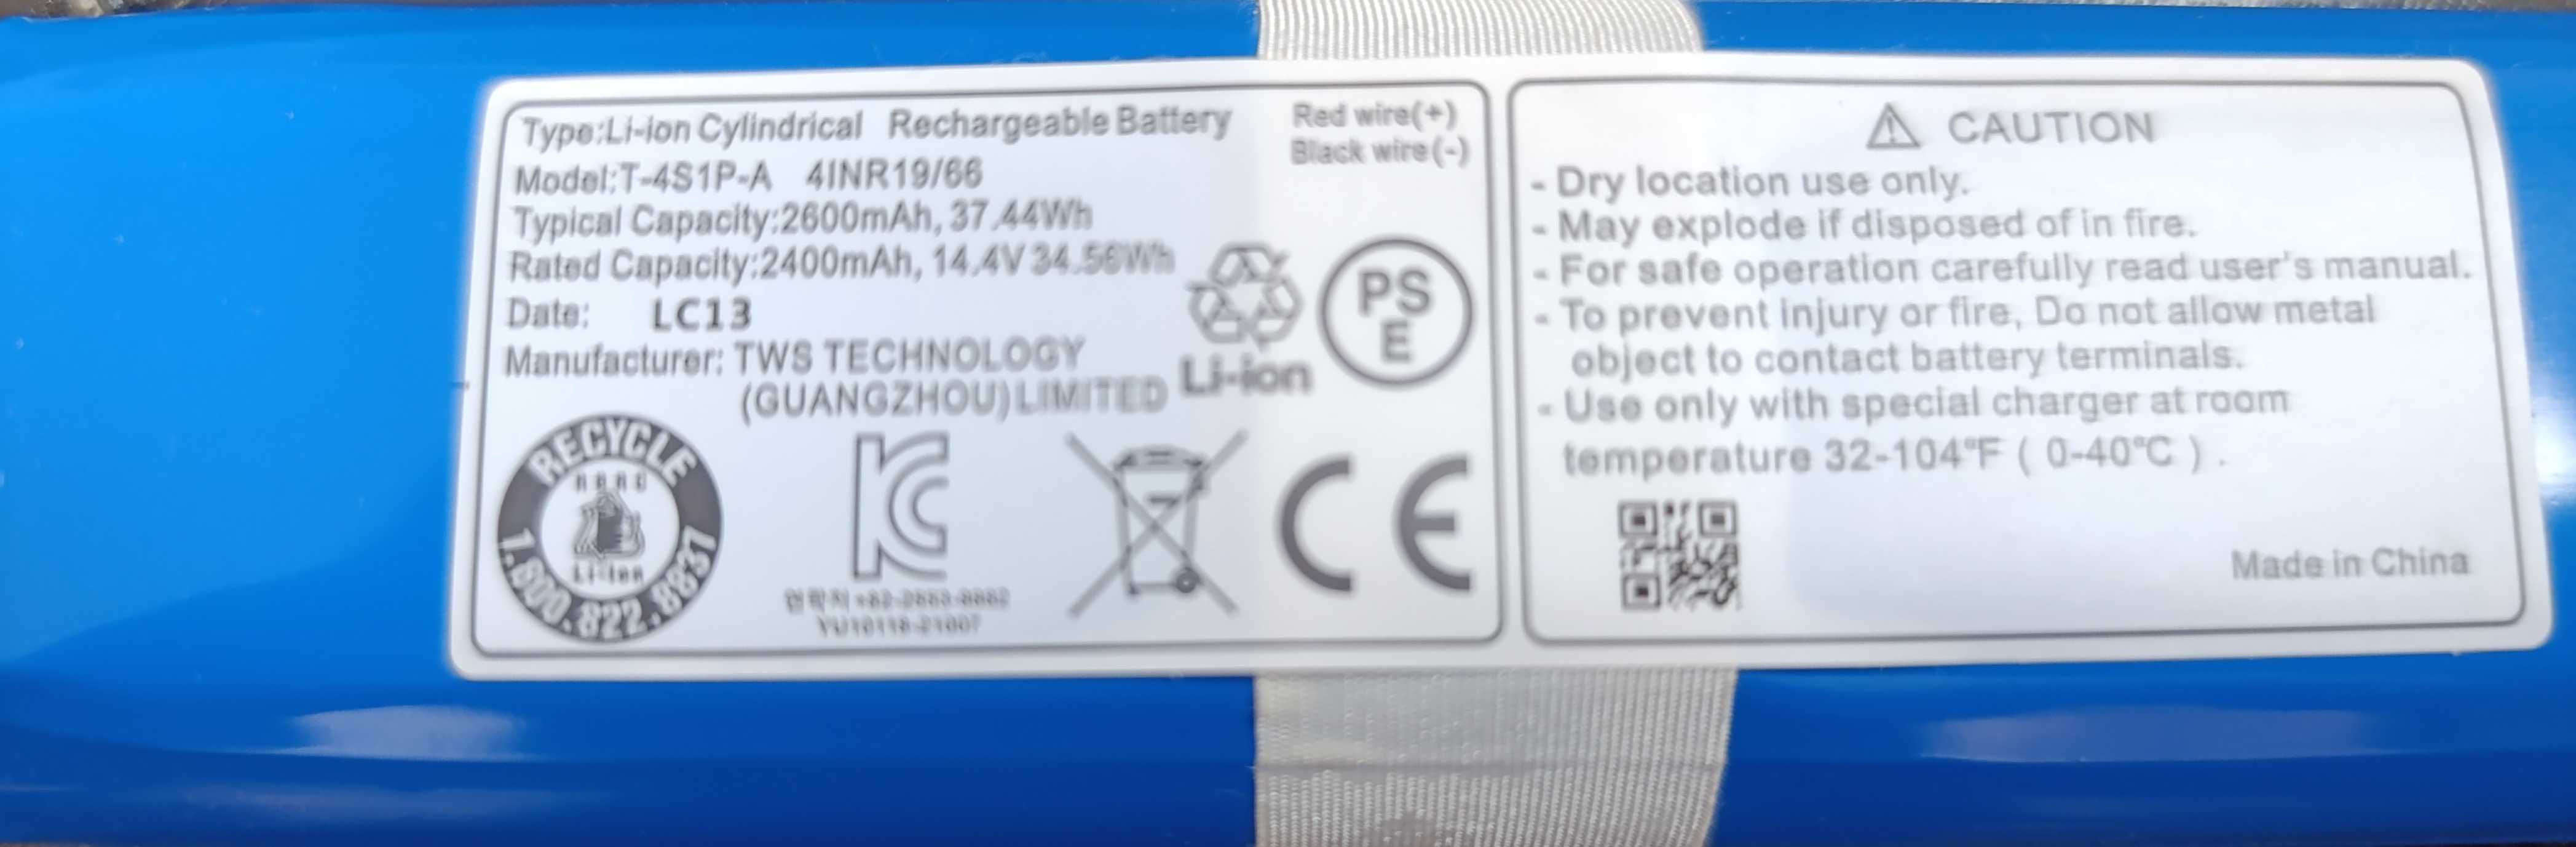 Type:Li-ion Cylindrical Rechargeable Battery
Red wire(+)
Black wire(-)
Model:T-4S1P-A 4INR19/66
Typical Capacity:2600mAh, 37.44Wh
Rated Capacity:2400mAh, 14.4V 34.56Wh
Date: LC13
Manufacturer: TWS TECHNOLOGY
(GUANGZHOU)LIMITED
Li-ion
PS
E
RECYCLE
Li-Ion
1.800.822.8837
CE
CAUTION
- Dry location use only.
- May explode if disposed of in fire.
- For safe operation carefully read user's manual.
- To prevent injury or fire, Do not allow metal
object to contact battery terminals.
- Use only with special charger at room
temperature 32-104°F ( 0-40°C ) .
Made in China